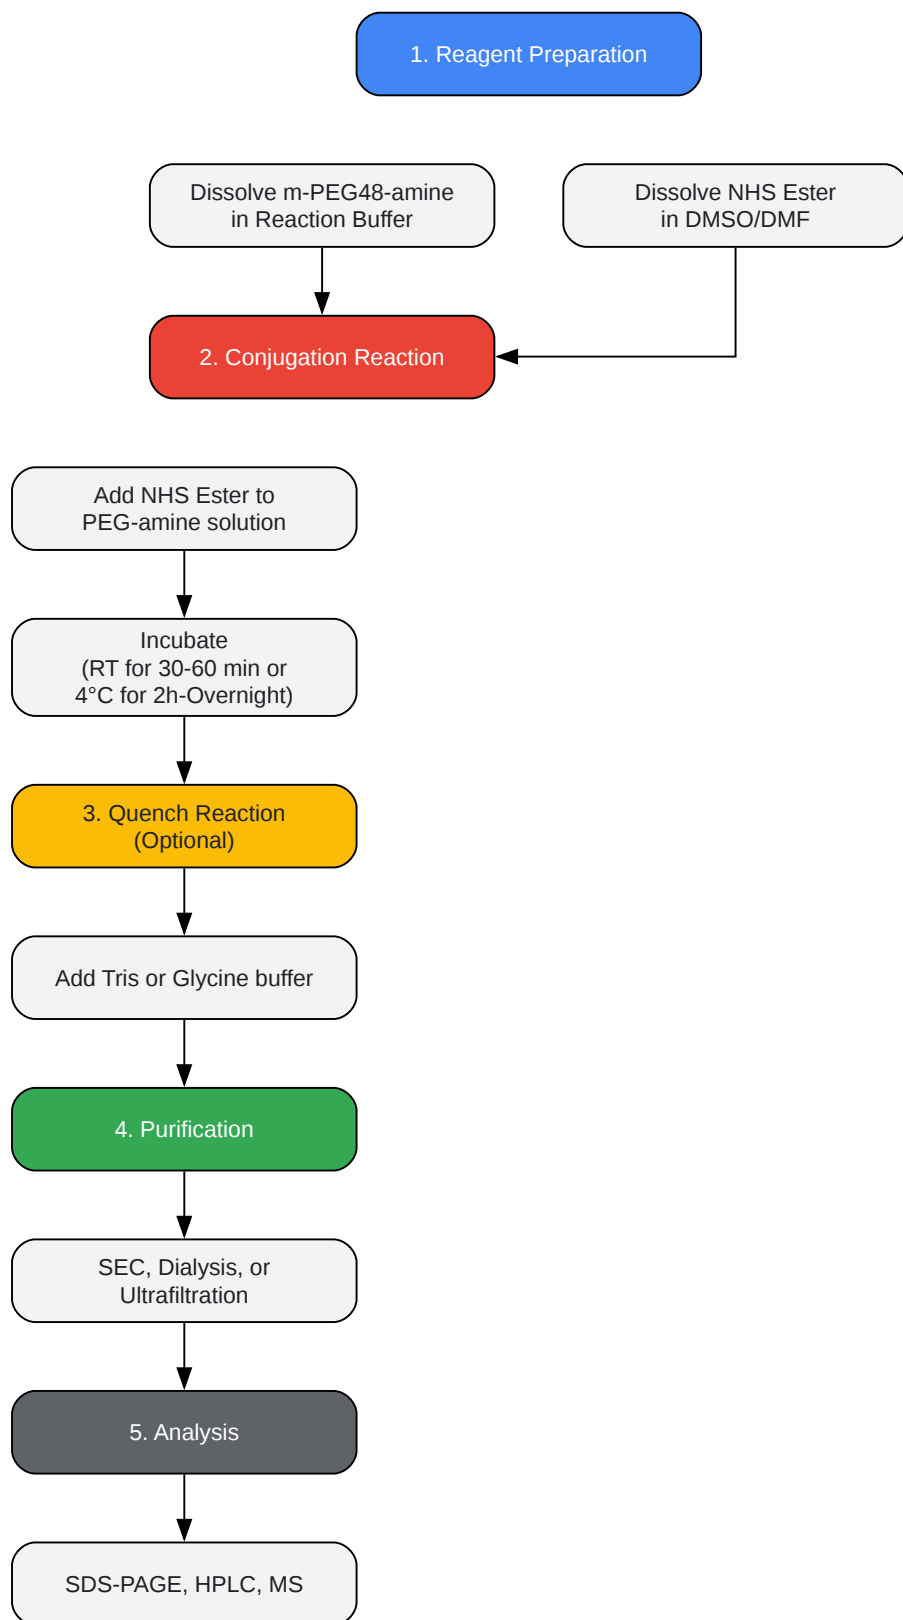 1. Reagent Preparation
Dissolve m-PEG48-amine
in Reaction Buffer
Dissolve NHS Ester
in DMSO/DMF
2. Conjugation Reaction
Add NHS Ester to
PEG-amine solution
Incubate
(RT for 30-60 min or
4°C for 2h-Overnight)
3. Quench Reaction
(Optional)
Add Tris or Glycine buffer
4. Purification
SEC, Dialysis, or
Ultrafiltration
5. Analysis
SDS-PAGE, HPLC, MS